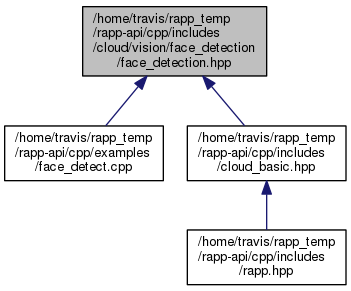 /home/travis/rapp_temp
/rapp-api/cpp/includes
/cloud/vision/face_detection
/face_detection.hpp
/home/travis/rapp_temp
/rapp-api/cpp/examples
/face_detect.cpp
/home/travis/rapp_temp
/rapp-api/cpp/includes
/cloud_basic.hpp
/home/travis/rapp_temp
/rapp-api/cpp/includes
/rapp.hpp